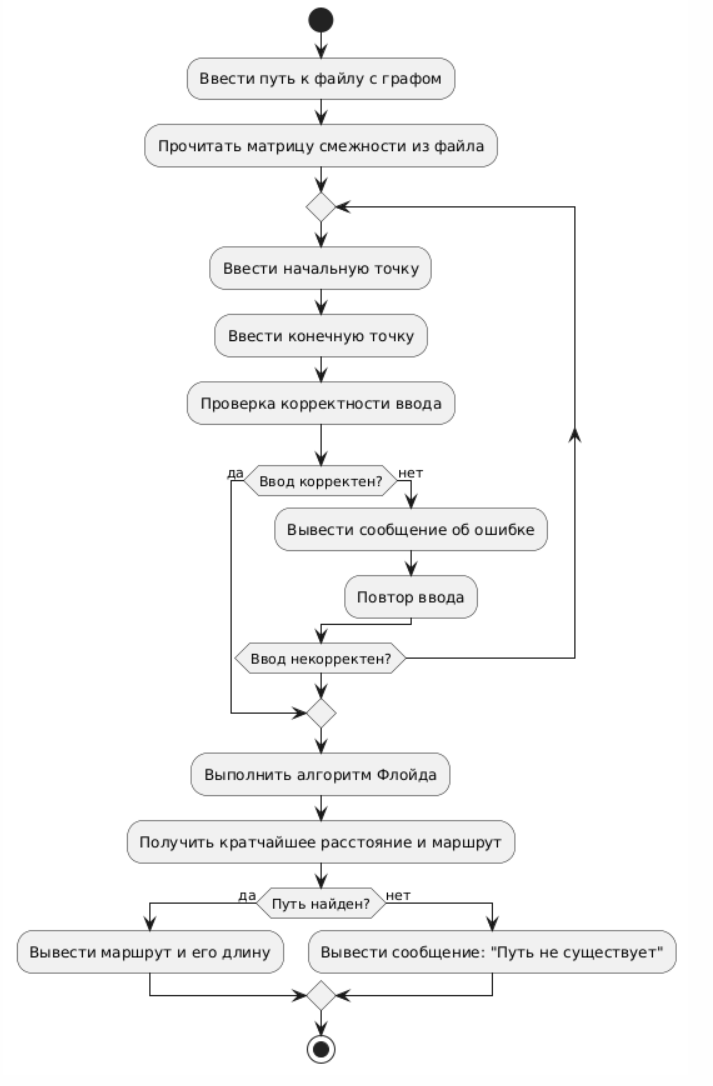 Ввести путь к файлу с графом
Прочитать матрицу смежности из файла
Ввести начальную точку
Ввести конечную точку
Проверка корректности ввода
да
Ввод корректен?
нет
Вывести сообщение об ошибке
Повтор ввода
Ввод некорректен?
Выполнить алгоритм Флойда
Получить кратчайшее расстояние и маршрут
да
Путь найден?
нет
Вывести маршрут и его длину
Вывести сообщение: "Путь не существует"